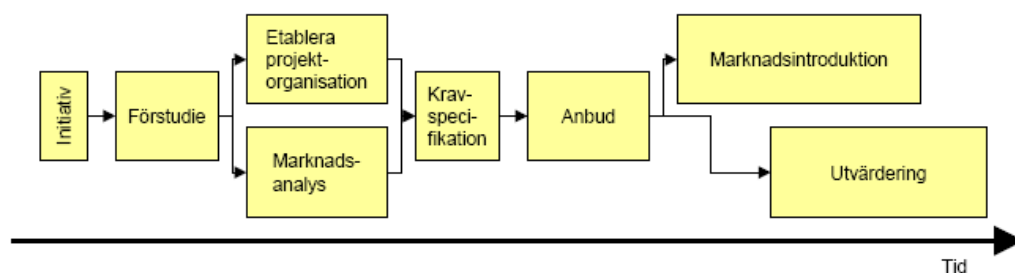 Initiativ
Förstudie
Etablera
projekt-
organisation
Marknads-
analys
Krav-
speci-
fikation
Anbud
Marknadsintroduktion
Utvärdering
Tid